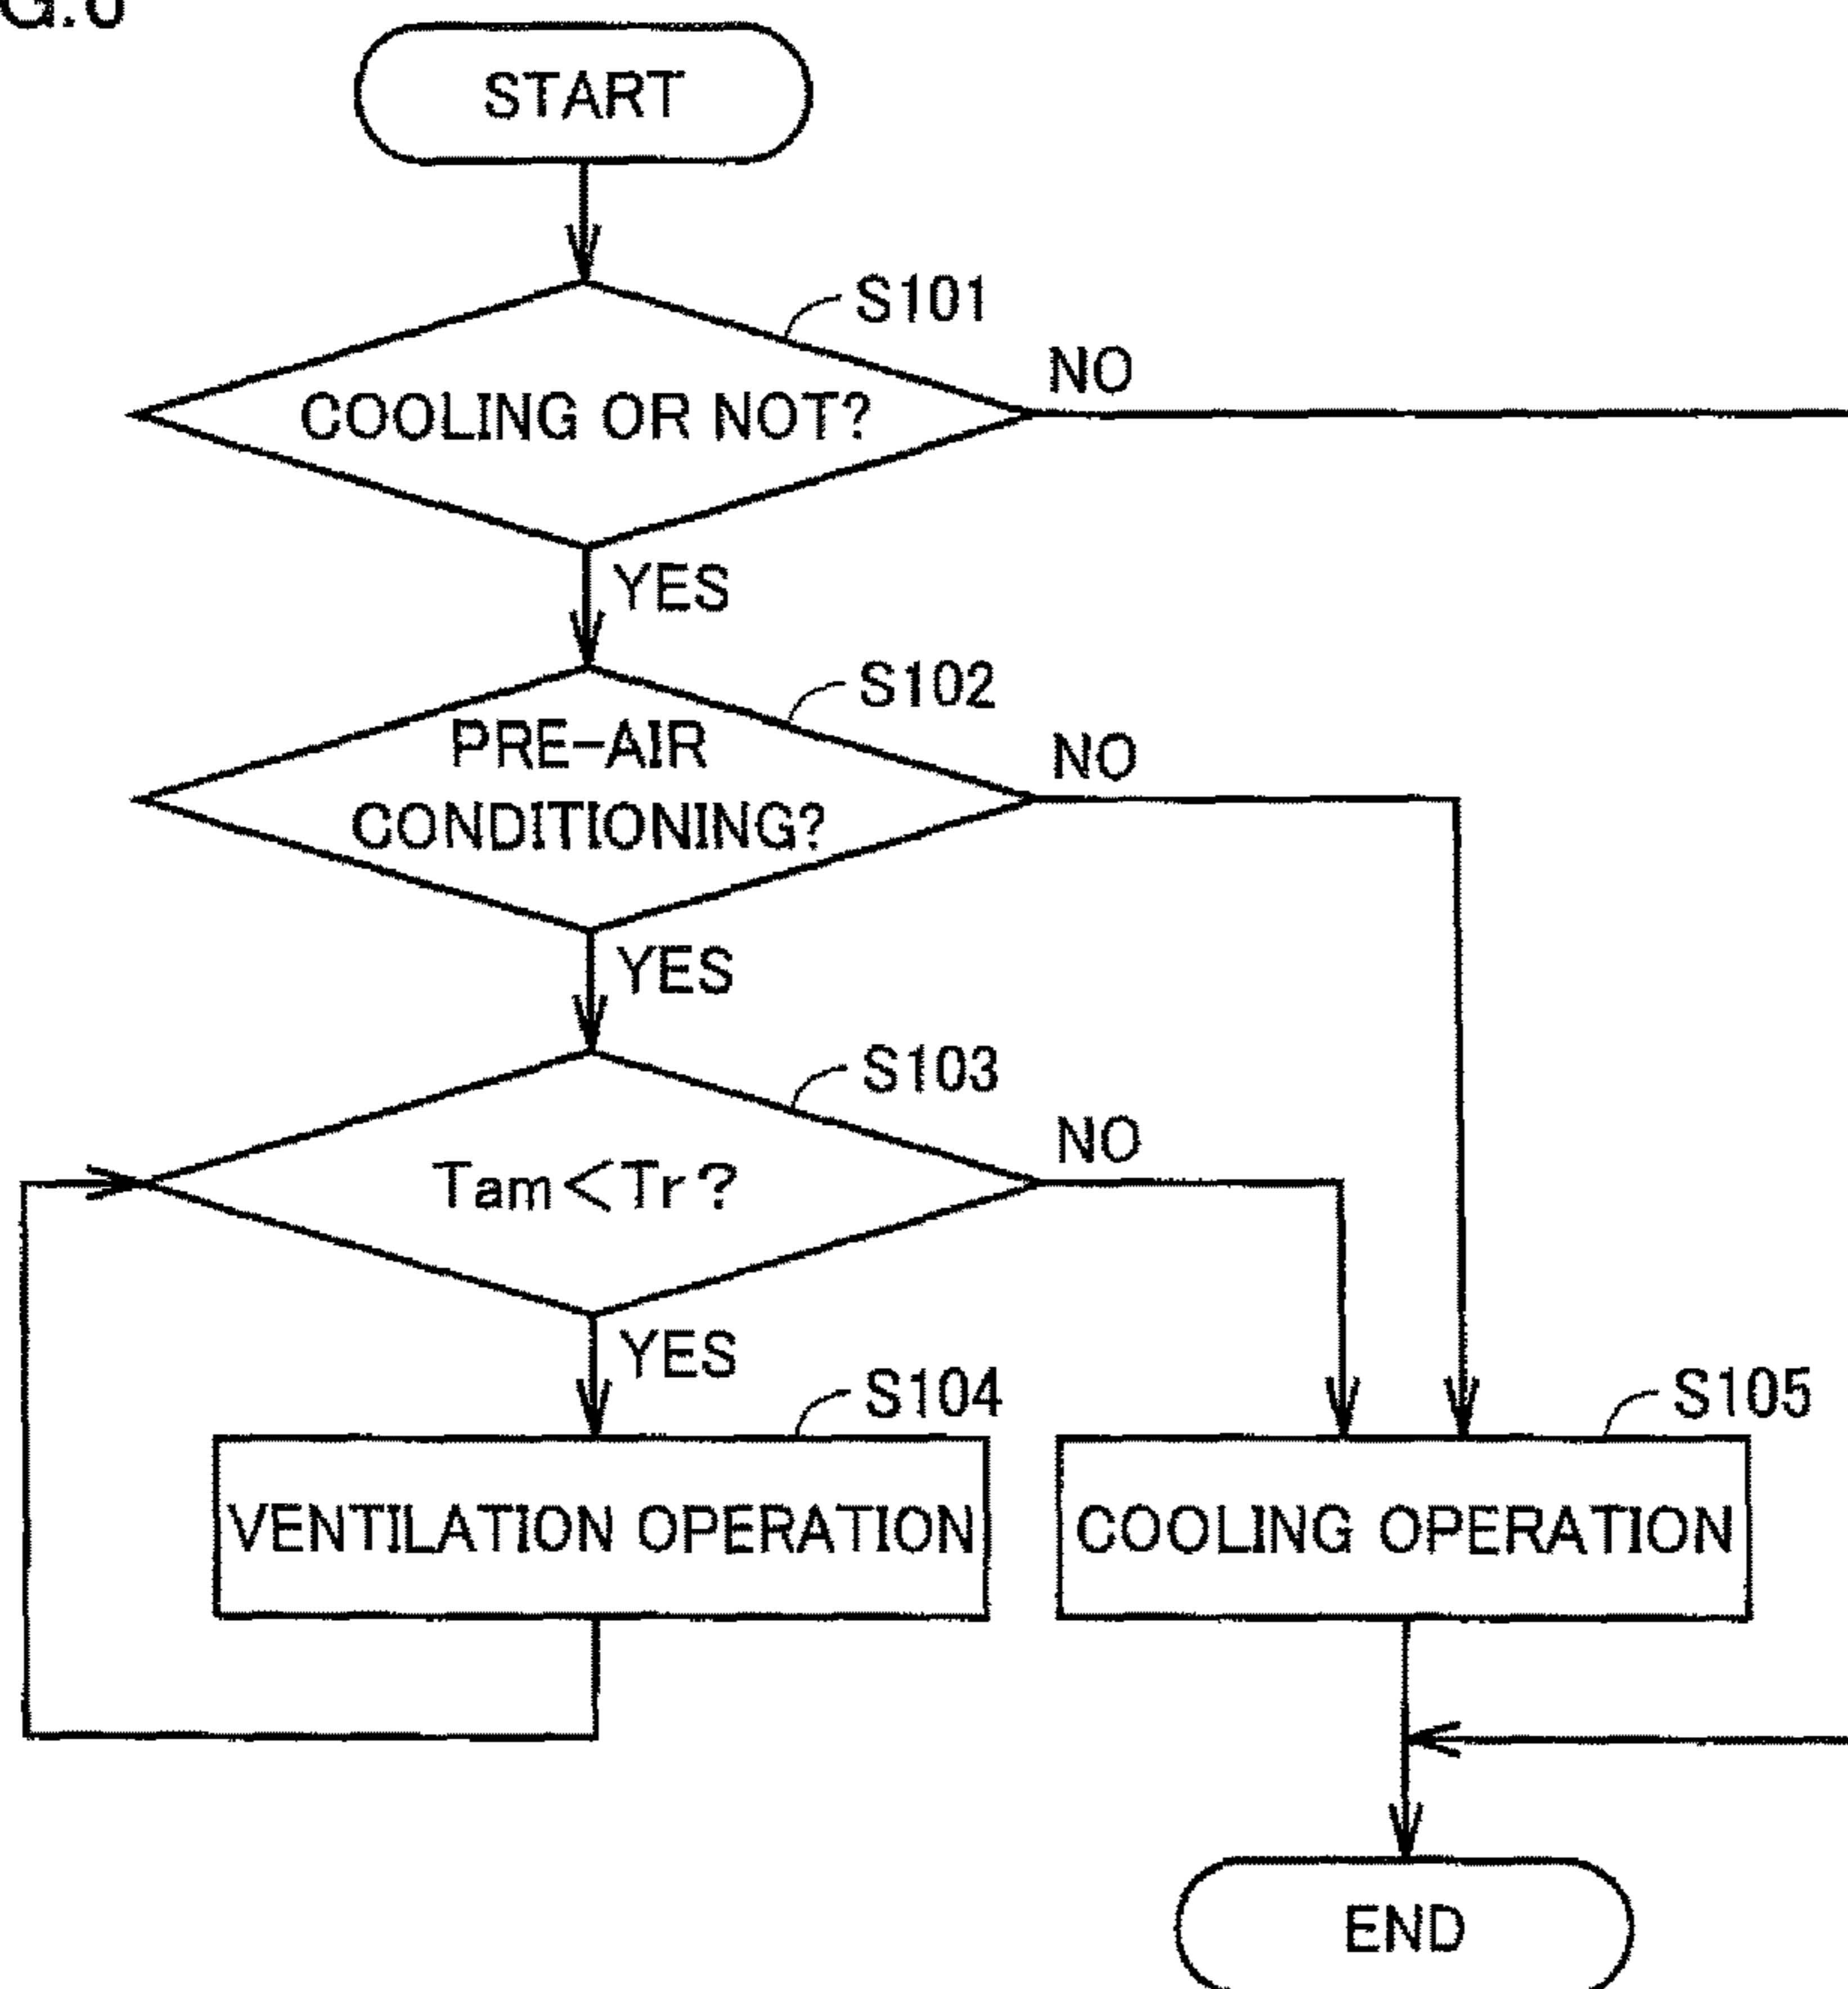 START
S101
COOLING OR NOT?
NO
YES
S102
PRE-AIR
CONDITIONING?
NO
YES
S103
Tam<Tr?
NO
YES
S104
VENTILATION OPERATION
S105
COOLING OPERATION
END